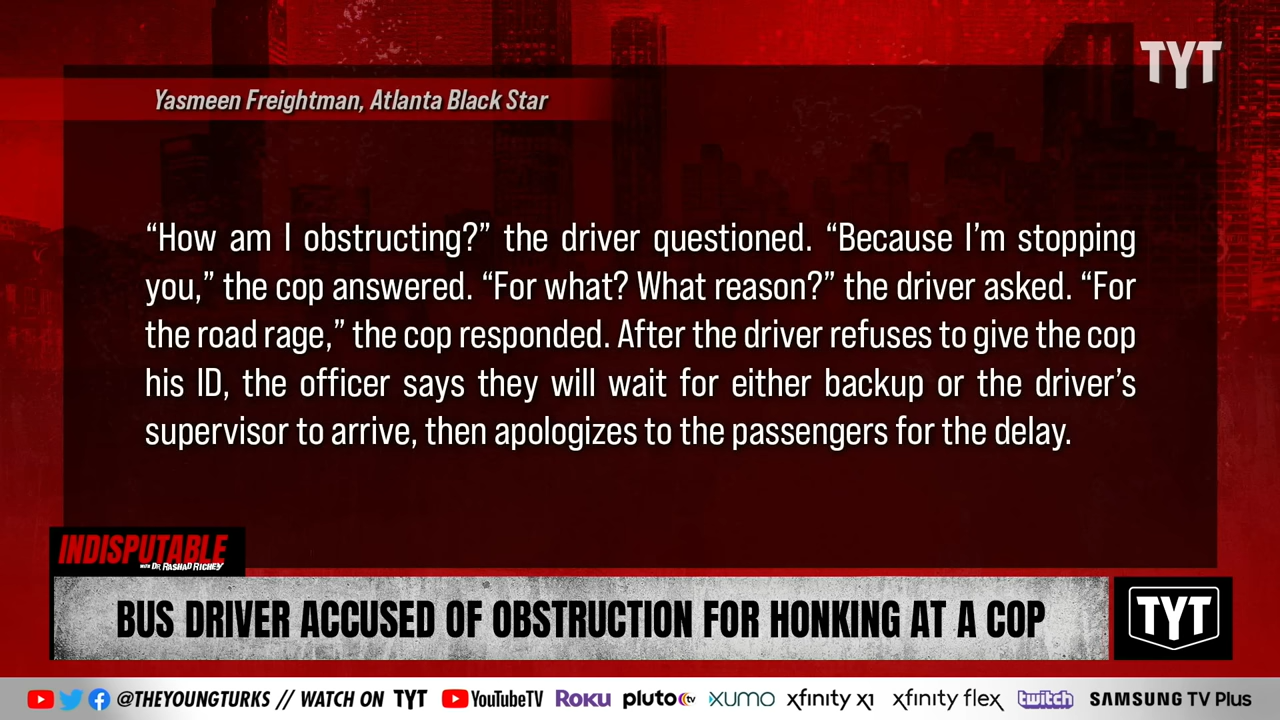 TYT
Yasmeen Freightman, Atlanta Black Star
“How am I obstructing?” the driver questioned. “Because I’m stopping
you,” the cop answered. “For what? What reason?” the driver asked. “For
the road rage,” the cop responded. After the driver refuses to give the cop
his ID, the officer says they will wait for either backup or the driver’s
supervisor to arrive, then apologizes to the passengers for the delay.
INDISPUTABLE
WITH DR. RASHAD RICHEY
BUS DRIVER ACCUSED OF OBSTRUCTION FOR HONKING AT A COP
TYT
@THEYOUNGTURKS // WATCH ON TYT YouTubeTV ROKU pluto tv xumo xfinity x1 xfinity flex twitch SAMSUNG TV Plus